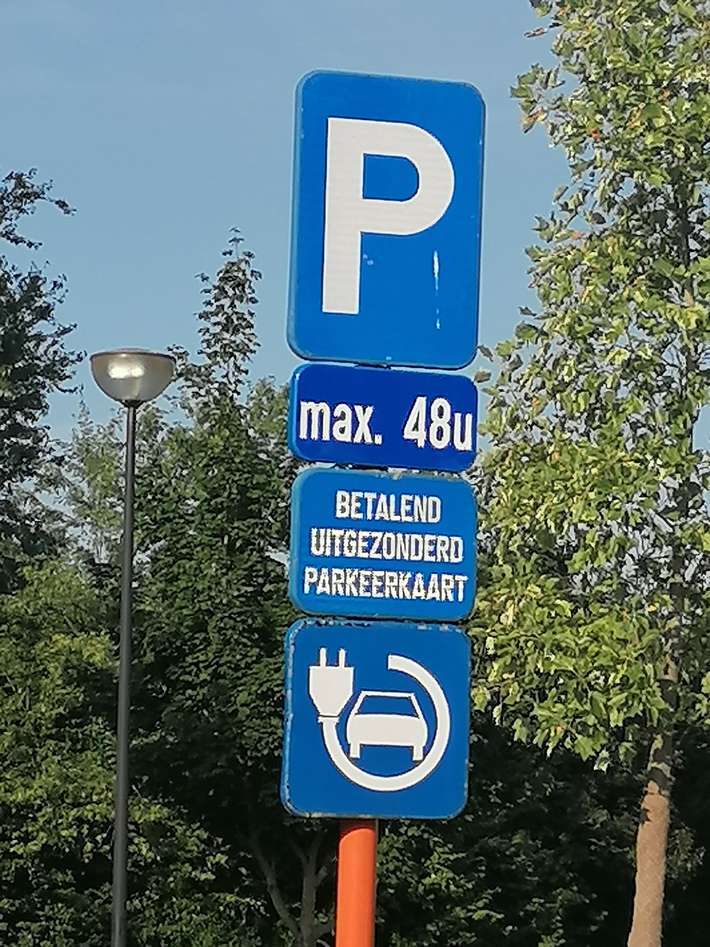 P
max. 48u
BETALEND
UITGEZONDERD
PARKEERKAART